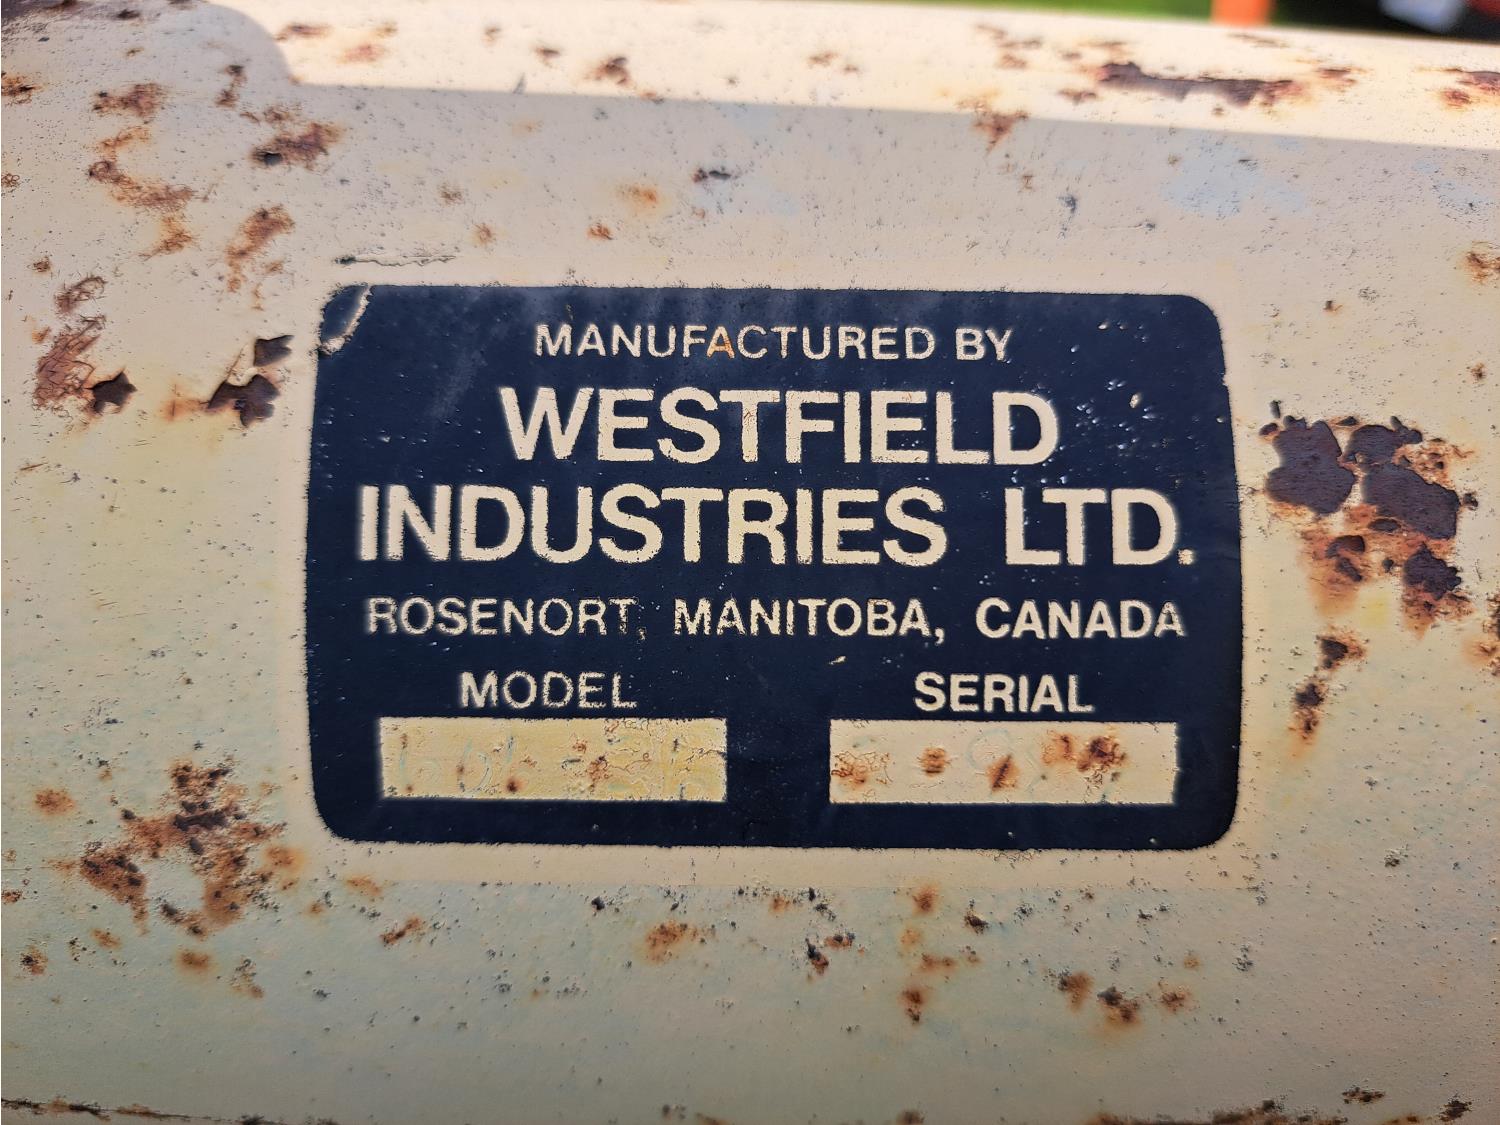 MANUFACTURED BY
WESTFIELD
INDUSTRIES LTD.
ROSENORT, MANITOBA, CANADA
MODEL SERIAL